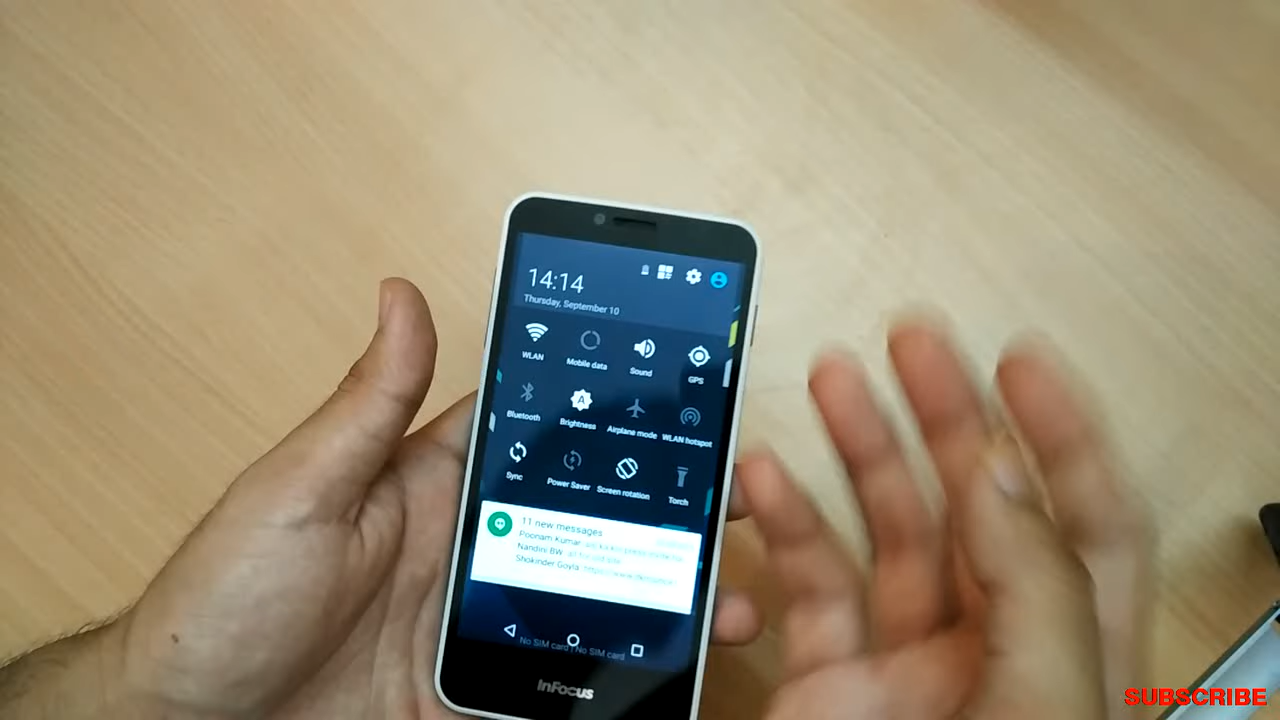 14:14
Thursday, September 10
WLAN
Mobile data
Sound
GPS
Bluetooth
A
Brightness
Airplane mode
WLAN hotspot
Sync
Power Saver
Screen rotation
Torch
11 new messages
Poonam Kumar:
Nandini BW:
Shokinder Goyla:
No SIM card | No SIM card
InFocus
SUBSCRIBE